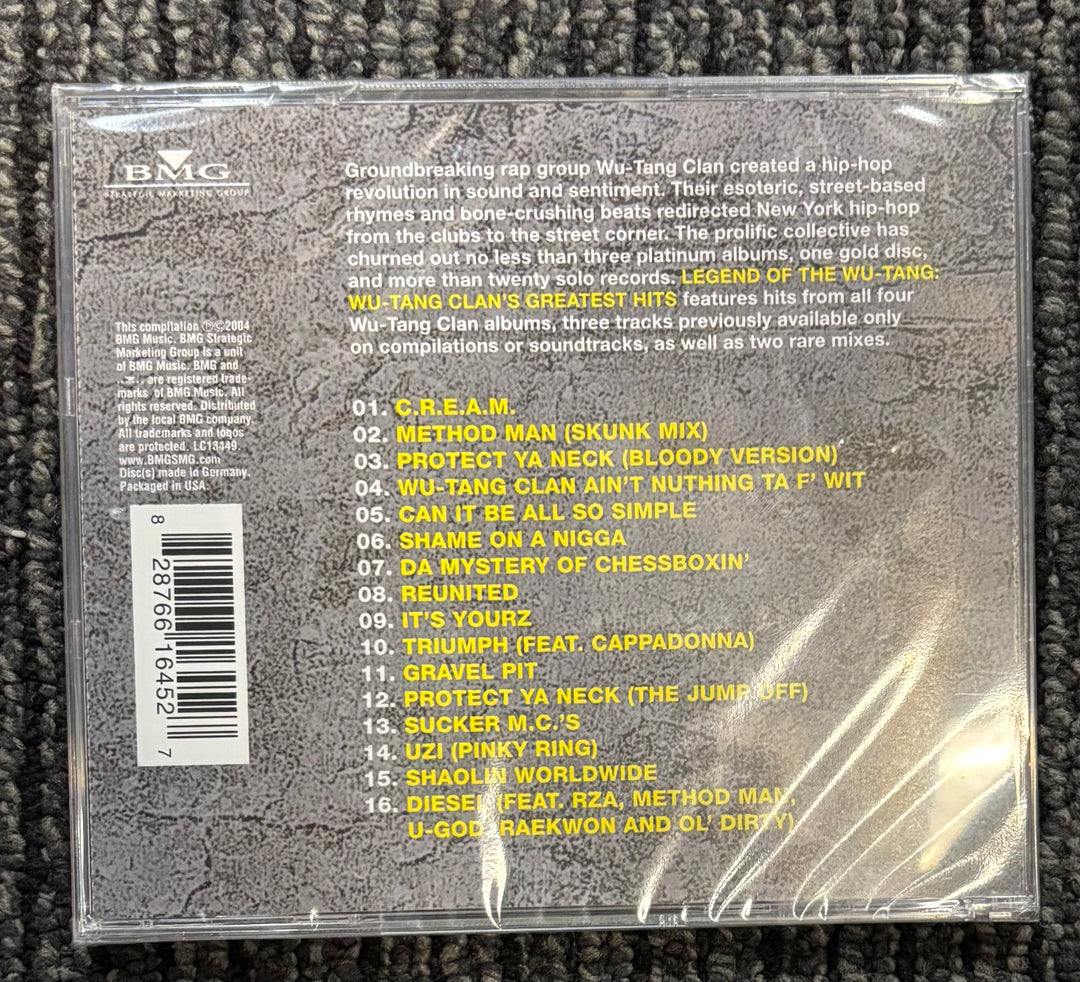 BMG
STRATEGIC MARKETING GROUP
Groundbreaking rap group Wu-Tang Clan created a hip-hop
revolution in sound and sentiment. Their esoteric, street-based
rhymes and bone-crushing beats redirected New York hip-hop
from the clubs to the street corner. The prolific collective has
churned out no less than three platinum albums, one gold disc,
and more than twenty solo records. LEGEND OF THE WU-TANG:
WU-TANG CLAN'S GREATEST HITS features hits from all four
Wu-Tang Clan albums, three tracks previously available only
on compilations or soundtracks, as well as two rare mixes.
This compilation ℗©2004
BMG Music. BMG Strategic
Marketing Group is a unit
of BMG Music. BMG and
are registered trade-
marks of BMG Music. All
rights reserved. Distributed
by the local BMG company.
All trademarks and logos
are protected. LC13449.
www.BMGSMG.com
Disc(s) made in Germany.
Packaged in USA.
8 28766 16452 7
01. C.R.E.A.M.
02. METHOD MAN (SKUNK MIX)
03. PROTECT YA NECK (BLOODY VERSION)
04. WU-TANG CLAN AIN'T NUTHING TA F' WIT
05. CAN IT BE ALL SO SIMPLE
06. SHAME ON A NIGGA
07. DA MYSTERY OF CHESSBOXIN'
08. REUNITED
09. IT'S YOURZ
10. TRIUMPH (FEAT. CAPPADONNA)
11. GRAVEL PIT
12. PROTECT YA NECK (THE JUMP OFF)
13. SUCKER M.C.'S
14. UZI (PINKY RING)
15. SHAOLIN WORLDWIDE
16. DIESEL (FEAT. RZA, METHOD MAN,
U-GOD, RAEKWON AND OL' DIRTY)